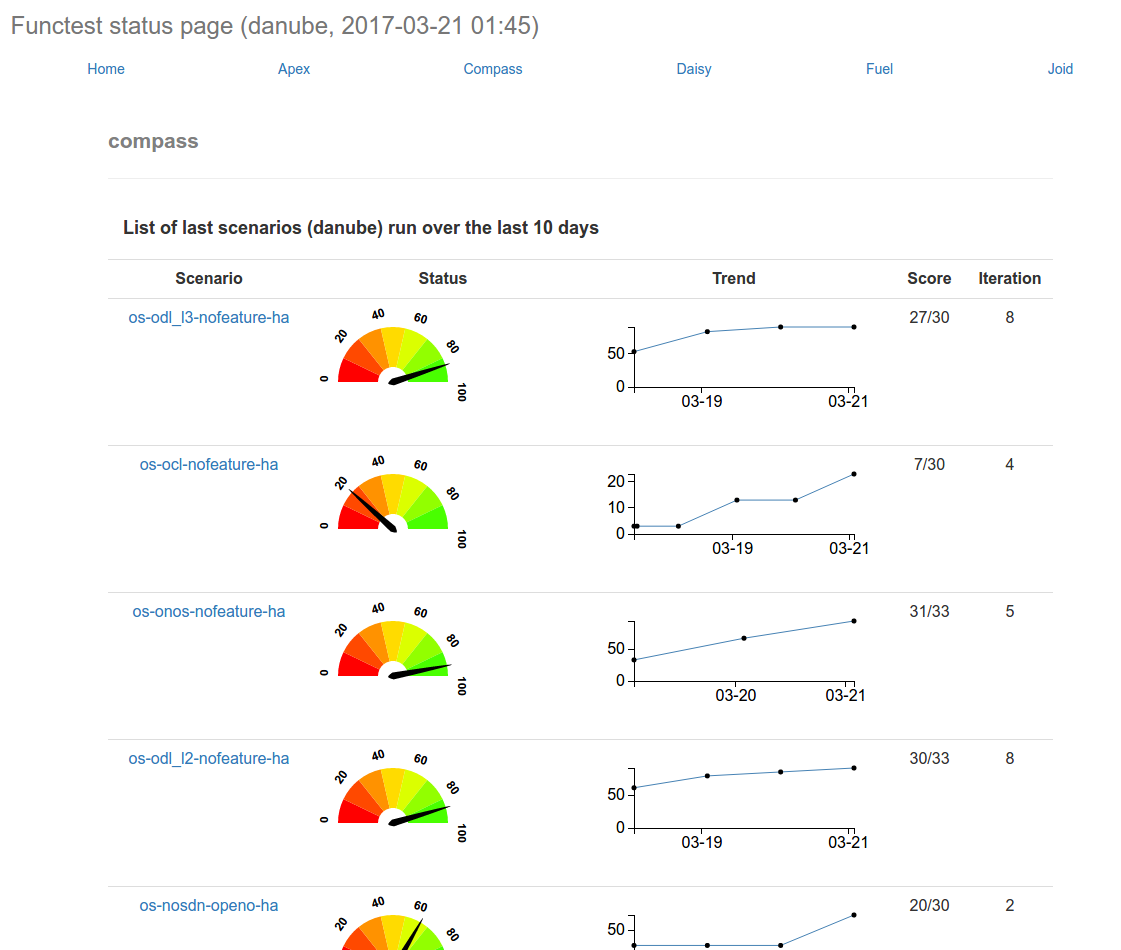 Functest status page (danube, 2017-03-21 01:45)
Home Apex Compass Daisy Fuel Joid
compass
List of last scenarios (danube) run over the last 10 days
Scenario Status Trend Score Iteration
os-odl_l3-nofeature-ha 27/30 8
0 20 40 60 80 100
50
0
03-19 03-21
os-ocl-nofeature-ha 7/30 4
0 20 40 60 80 100
20
10
0
03-19 03-21
os-onos-nofeature-ha 31/33 5
0 20 40 60 80 100
50
0
03-20 03-21
os-odl_l2-nofeature-ha 30/33 8
0 20 40 60 80 100
50
0
03-19 03-21
os-nosdn-openo-ha 20/30 2
20 40 60 80
50